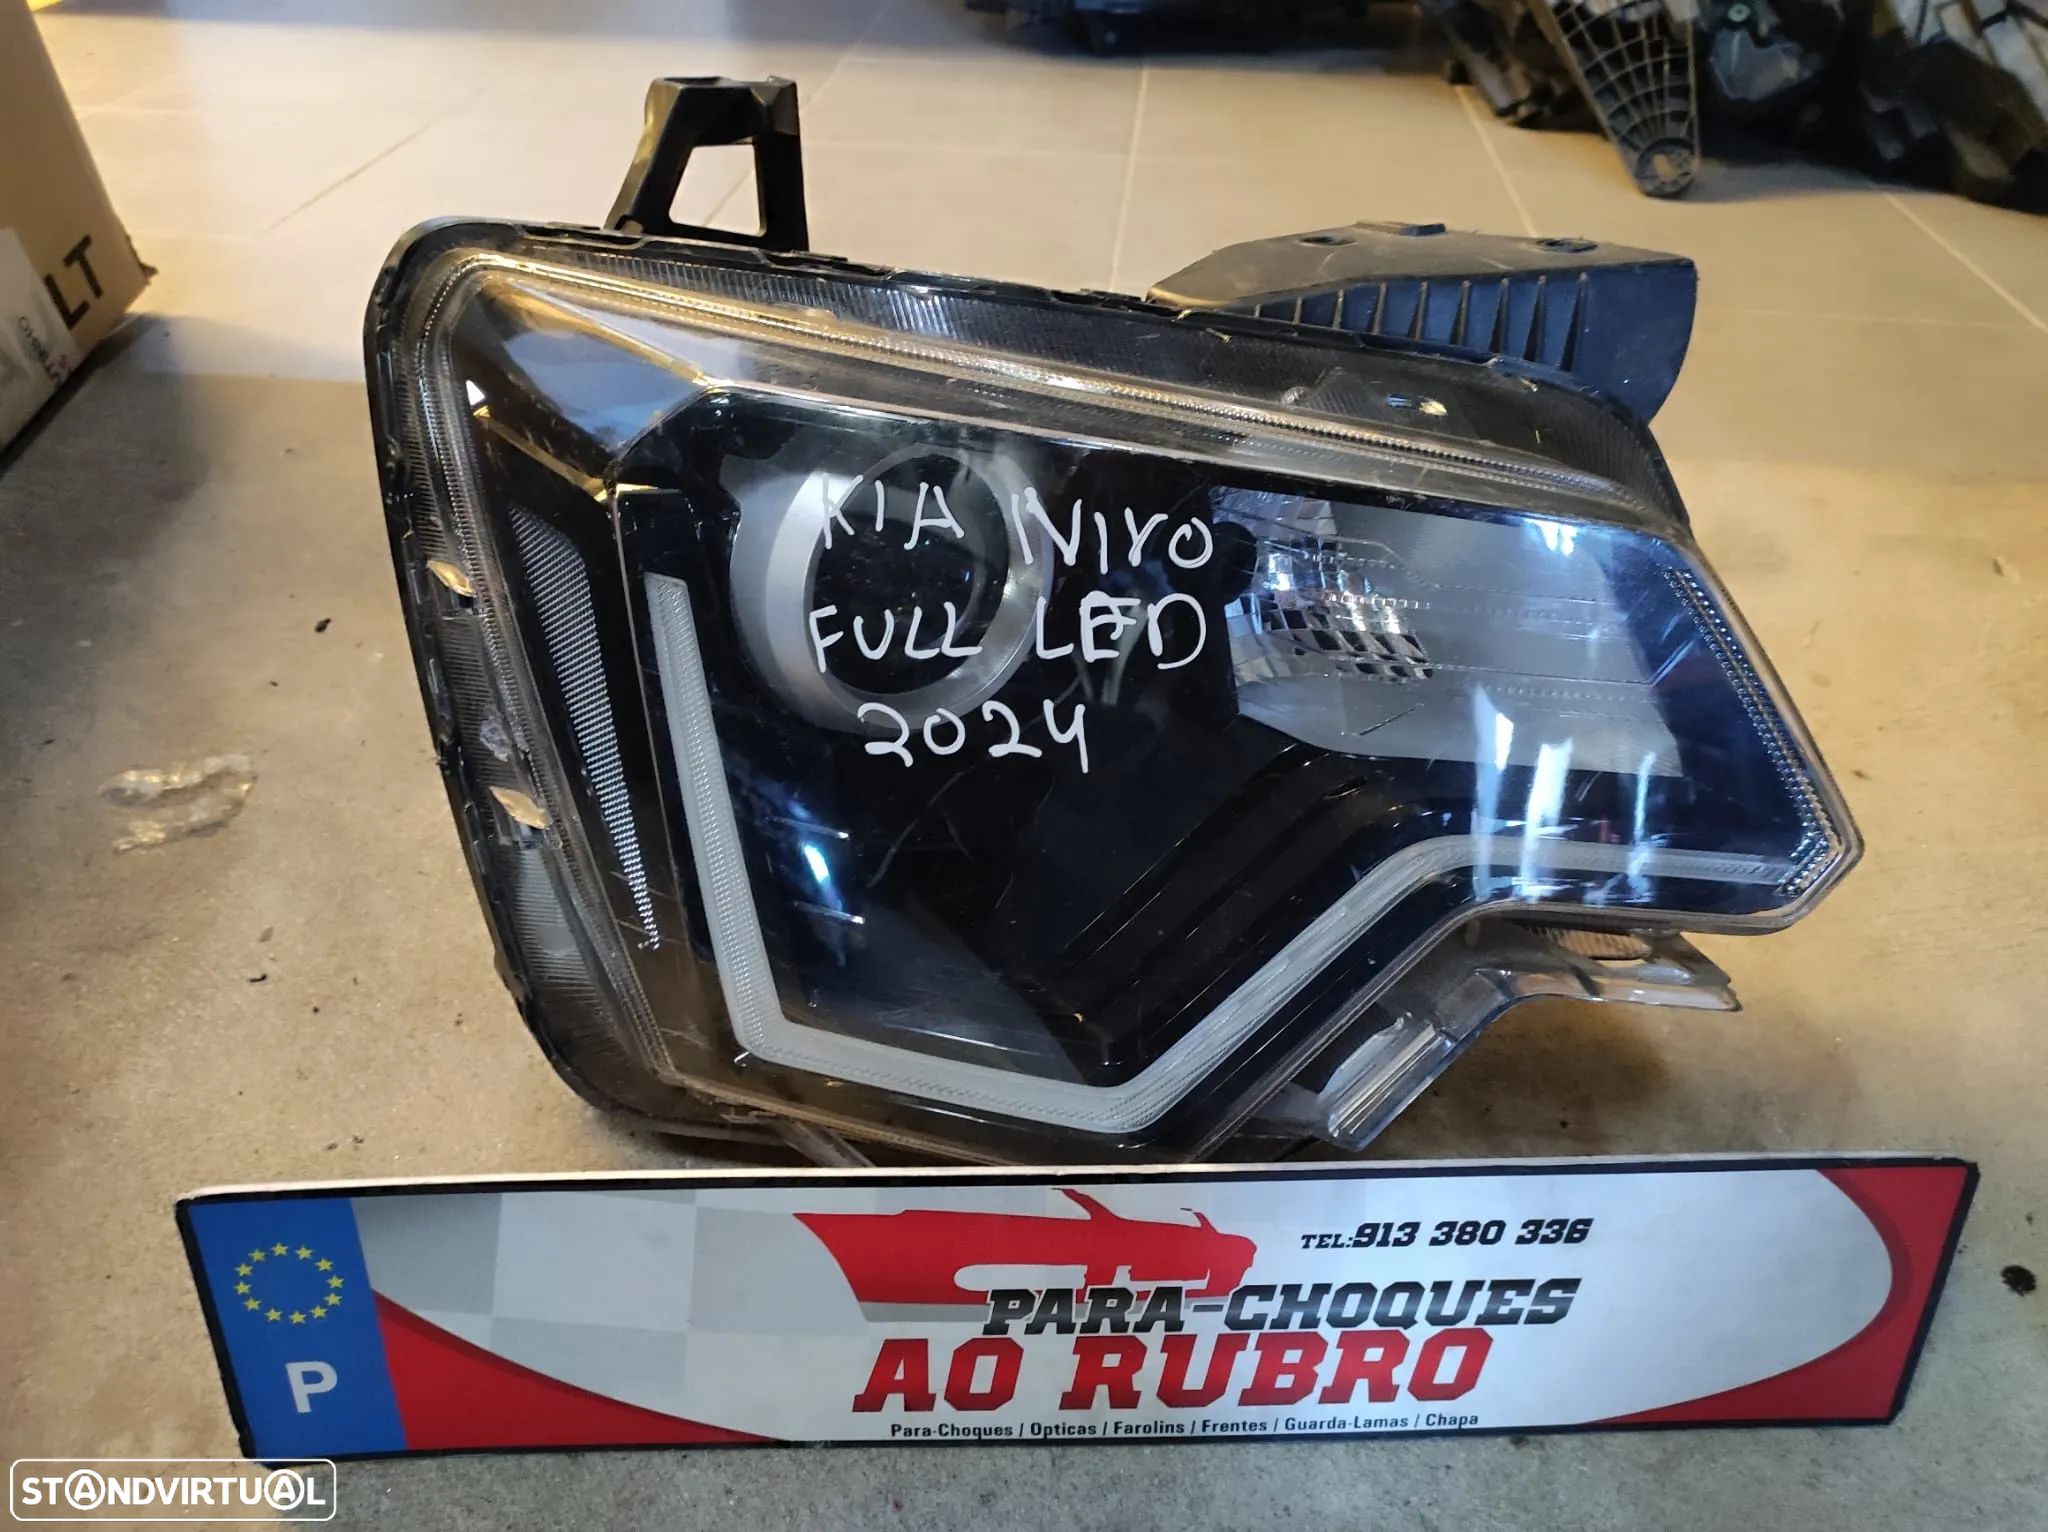 LT
KIA NIRO
FULL LED
2024
TEL:913 380 336
PARA-CHOQUES
AO RUBRO
Para-Choques / Opticas / Farolins / Frentes / Guarda-Lamas / Chapa
P
STANDVIRTUAL